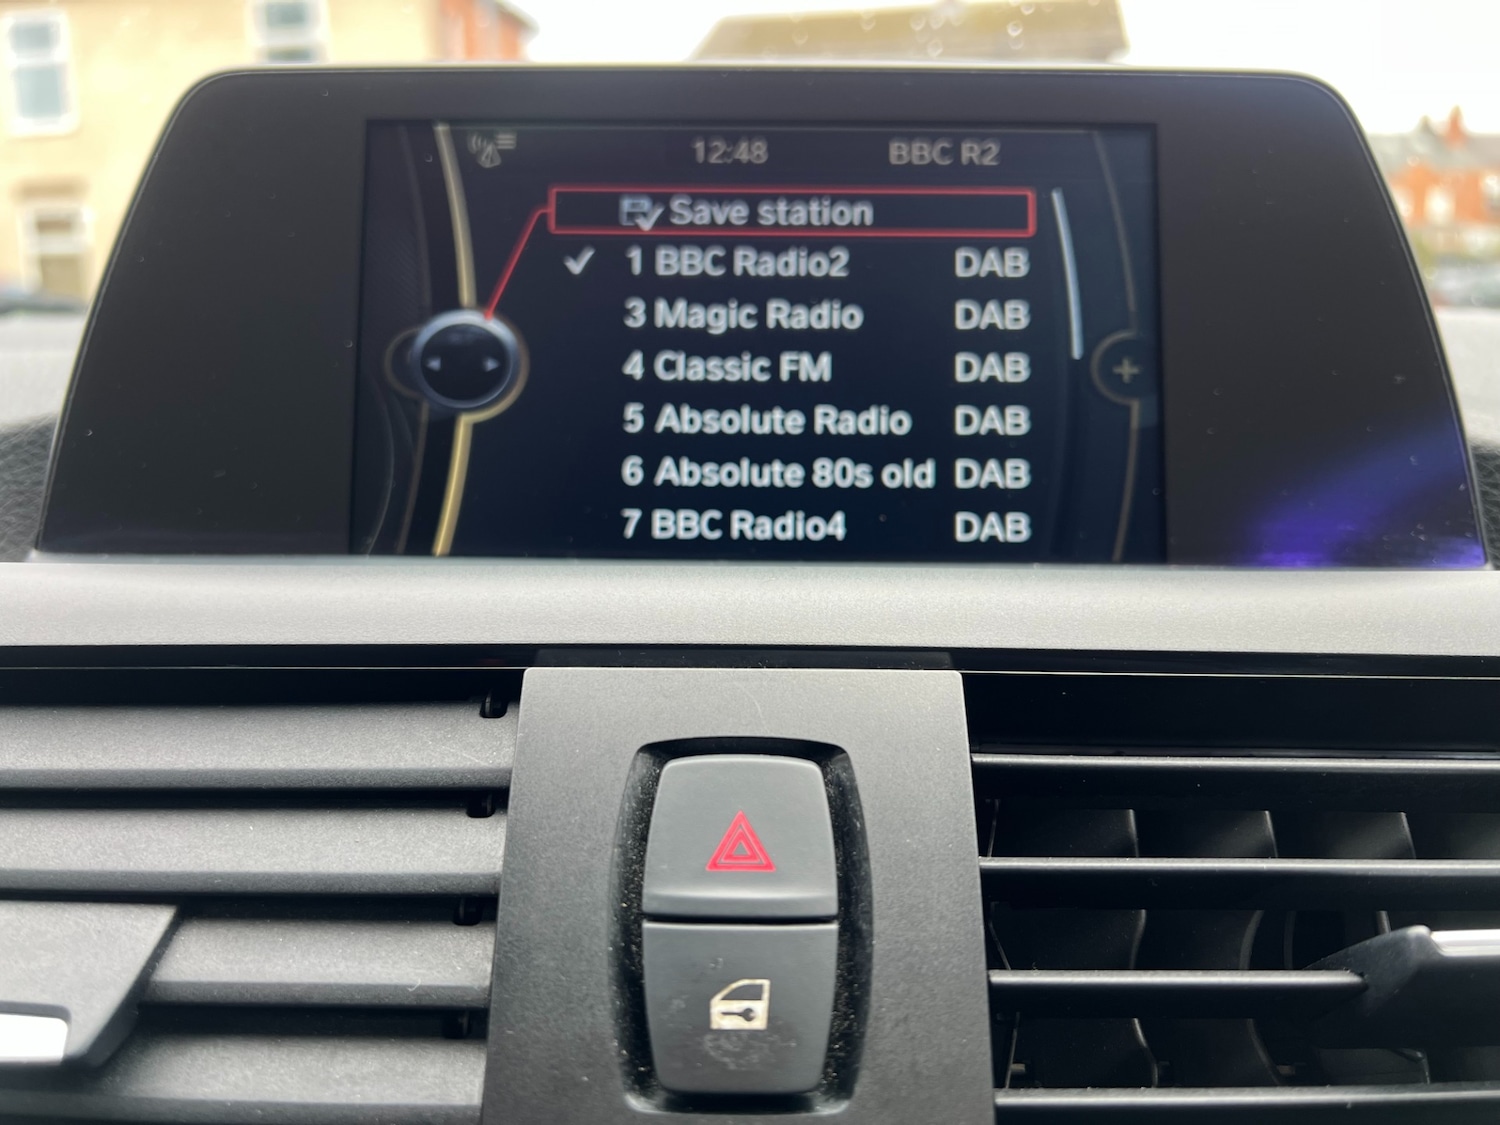 12:48 BBC R2
Save station
1 BBC Radio2 DAB
3 Magic Radio DAB
4 Classic FM DAB
5 Absolute Radio DAB
6 Absolute 80s old DAB
7 BBC Radio4 DAB